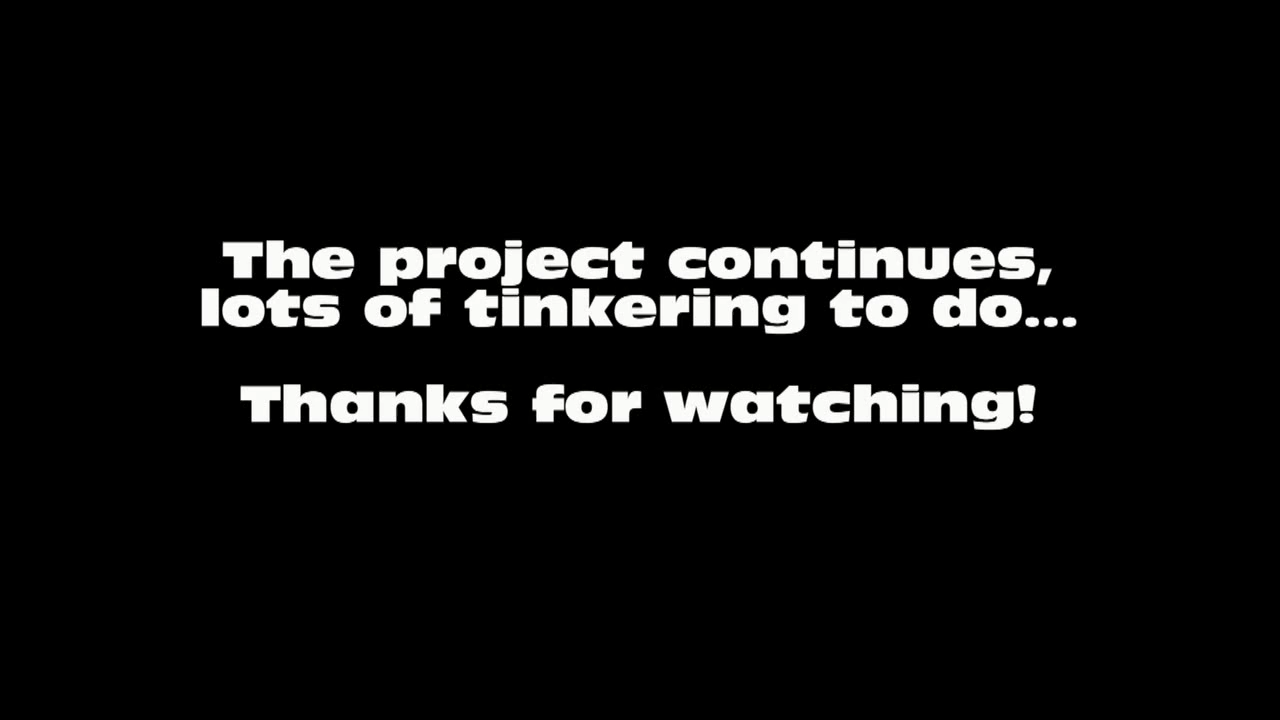 The project continues,
lots of tinkering to do...
Thanks for watching!